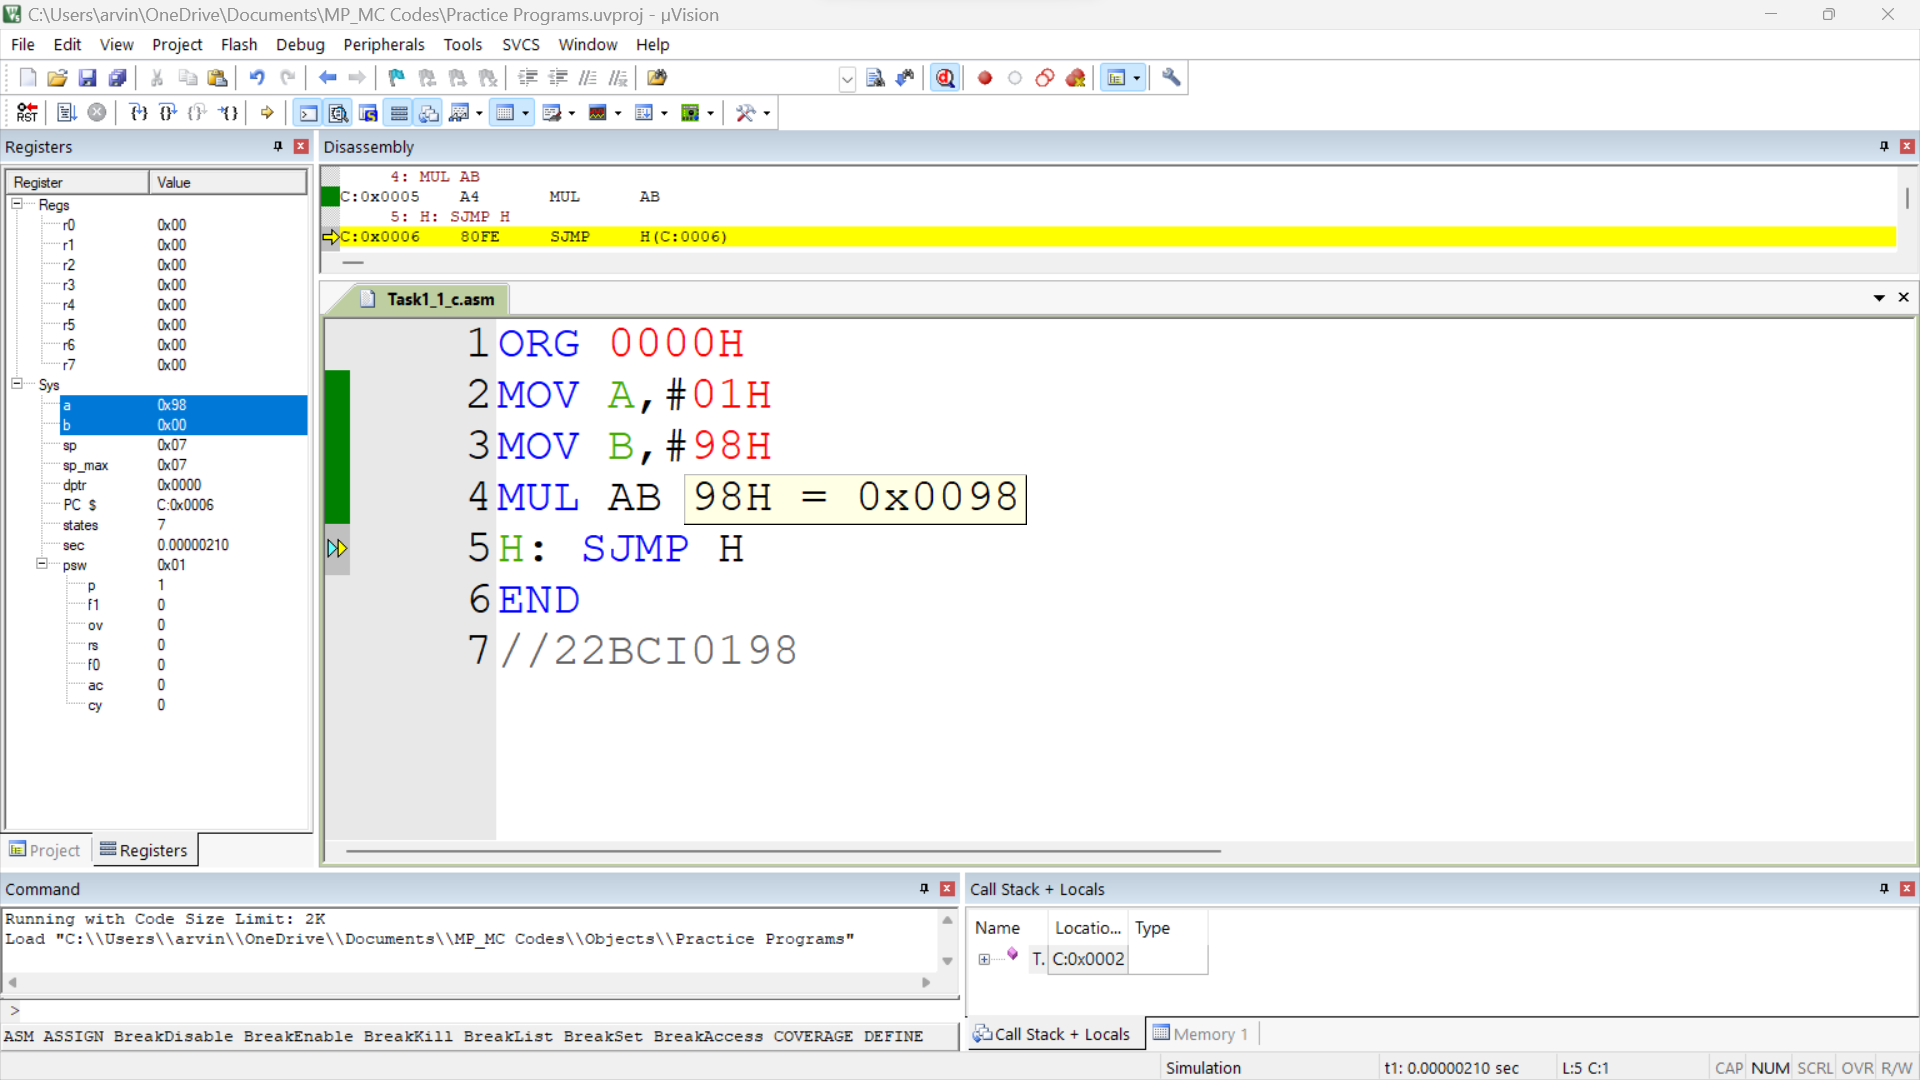 C:\Users\arvin\OneDrive\Documents\MP_MC Codes\Practice Programs.uvproj - µVision
File Edit View Project Flash Debug Peripherals Tools SVCS Window Help
RST
Registers
Register Value
Regs
r0 0x00
r1 0x00
r2 0x00
r3 0x00
r4 0x00
r5 0x00
r6 0x00
r7 0x00
Sys
a 0x98
b 0x00
sp 0x07
sp_max 0x07
dptr 0x0000
PC $ C:0x0006
states 7
sec 0.00000210
psw 0x01
p 1
f1 0
ov 0
rs 0
f0 0
ac 0
cy 0
Project Registers
Disassembly
4: MUL AB
C:0x0005 A4 MUL AB
5: H: SJMP H
C:0x0006 80FE SJMP H(C:0006)
Task1_1_c.asm
1 ORG 0000H
2 MOV A,#01H
3 MOV B,#98H
4 MUL AB 98H = 0x0098
5 H: SJMP H
6 END
7 //22BCI0198
Command
Running with Code Size Limit: 2K
Load "C:\\Users\\arvin\\OneDrive\\Documents\\MP_MC Codes\\Objects\\Practice Programs"
>
ASM ASSIGN BreakDisable BreakEnable BreakKill BreakList BreakSet BreakAccess COVERAGE DEFINE
Call Stack + Locals
Name Locatio... Type
T. C:0x0002
Call Stack + Locals Memory 1
Simulation t1: 0.00000210 sec L:5 C:1 CAP NUM SCRL OVR R/W